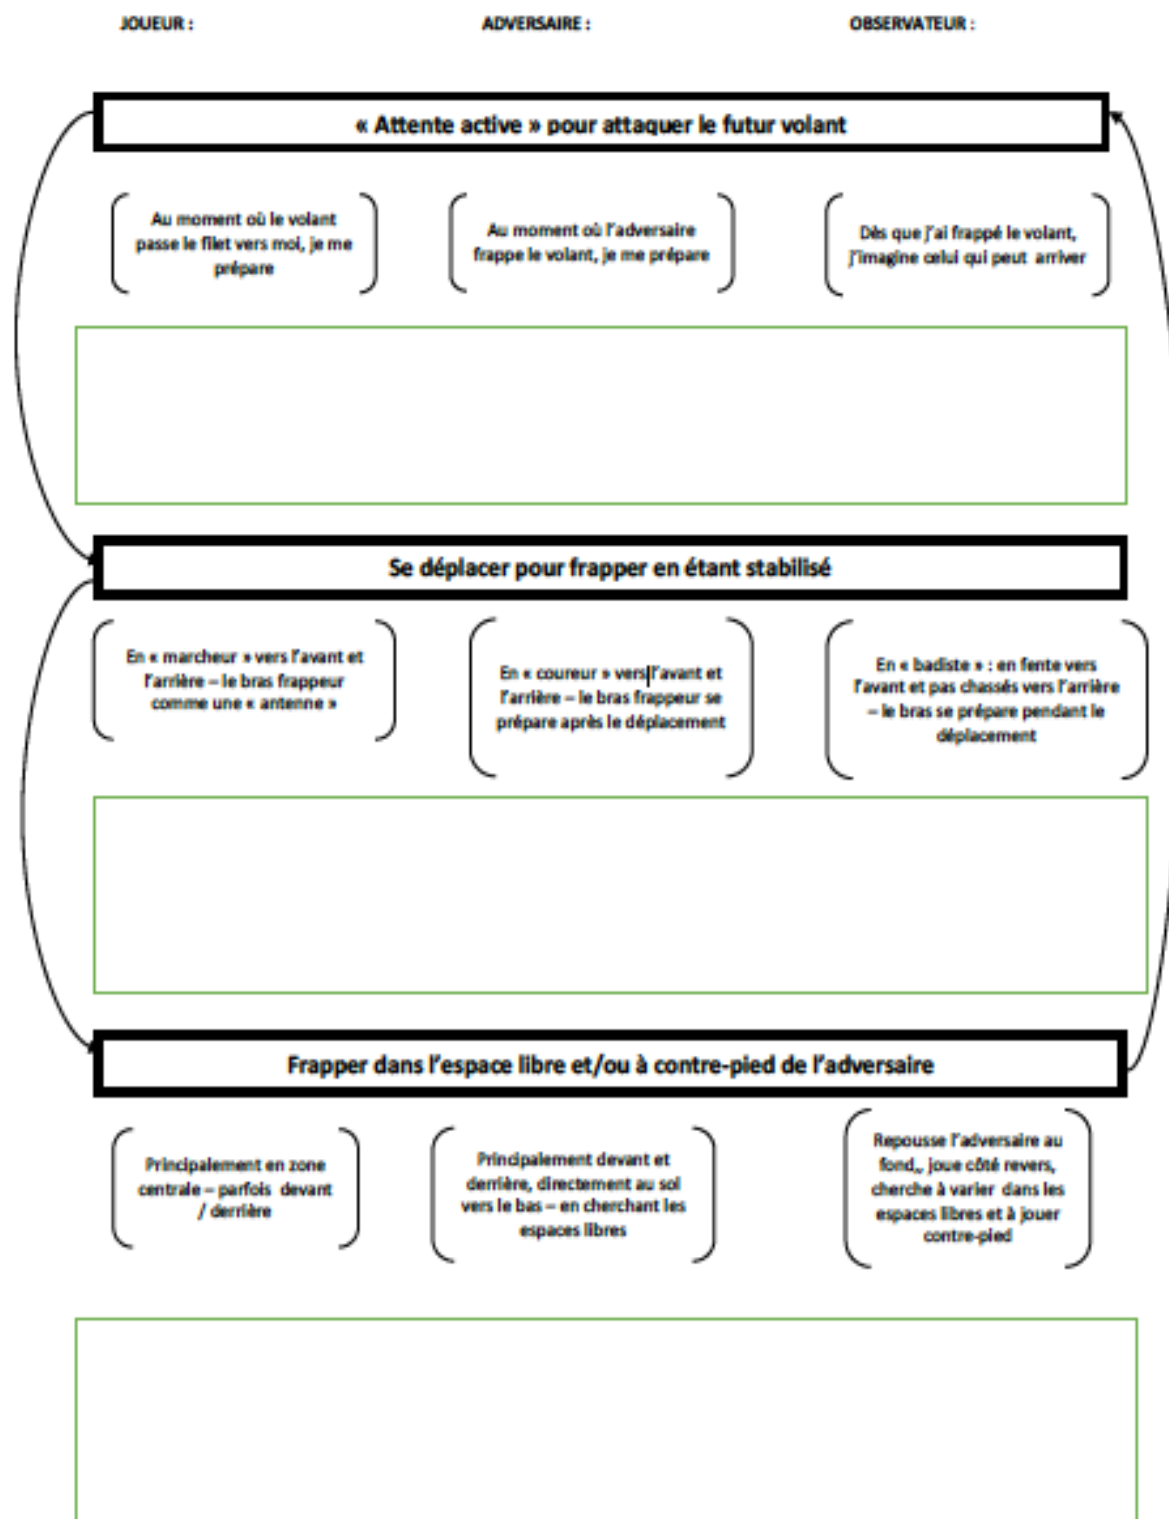 JOUEUR :
ADVERSAIRE :
OBSERVATEUR :
« Attente active » pour attaquer le futur volant
Au moment où le volant
passe le filet vers moi, je me
prépare
Au moment où l'adversaire
frappe le volant, je me prépare
Dès que j'ai frappé le volant,
j'imagine celui qui peut arriver
Se déplacer pour frapper en étant stabilisé
En « marcheur » vers l'avant et
l'arrière – le bras frappeur
comme une « antenne »
En « coureur » vers l'avant et
l'arrière – le bras frappeur se
prépare après le déplacement
En « badiste » : en fente vers
l'avant et pas chassés vers l'arrière
– le bras se prépare pendant le
déplacement
Frapper dans l'espace libre et/ou à contre-pied de l'adversaire
Principalement en zone
centrale – parfois devant
/ derrière
Principalement devant et
derrière, directement au sol
vers le bas – en cherchant les
espaces libres
Repousse l'adversaire au
fond,, joue côté revers,
cherche à varier dans les
espaces libres et à jouer
contre-pied